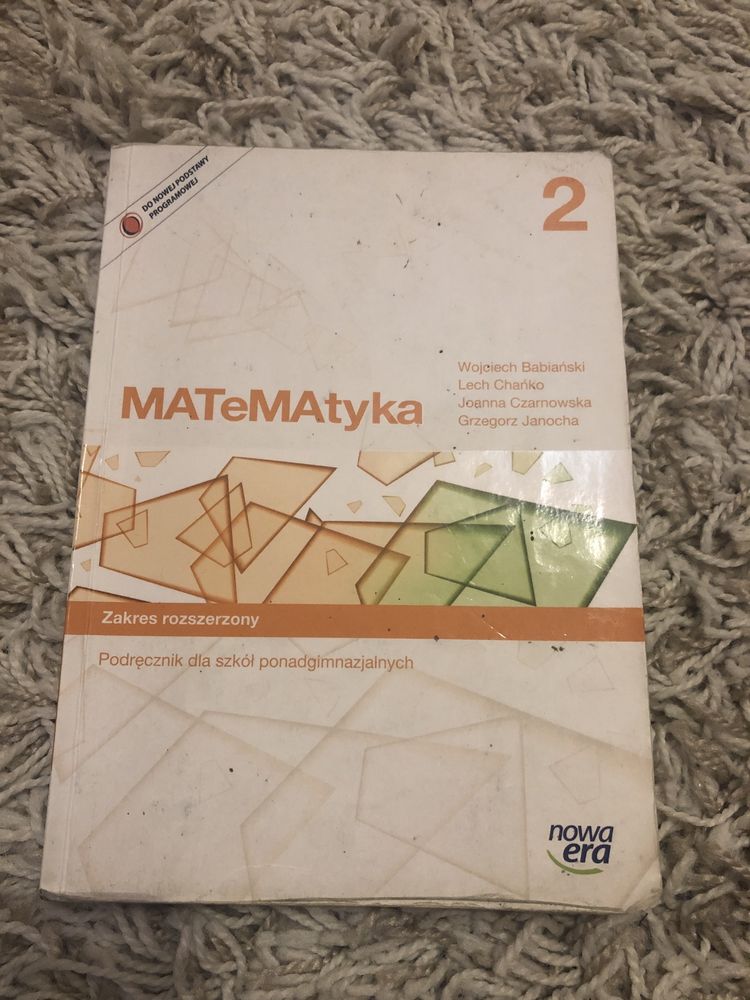 DO NOWEJ PODSTAWY
PROGRAMOWEJ
2
Wojciech Babiański
Lech Chańko
Joanna Czarnowska
Grzegorz Janocha
MATeMAtyka
Zakres rozszerzony
Podręcznik dla szkół ponadgimnazjalnych
nowa
era